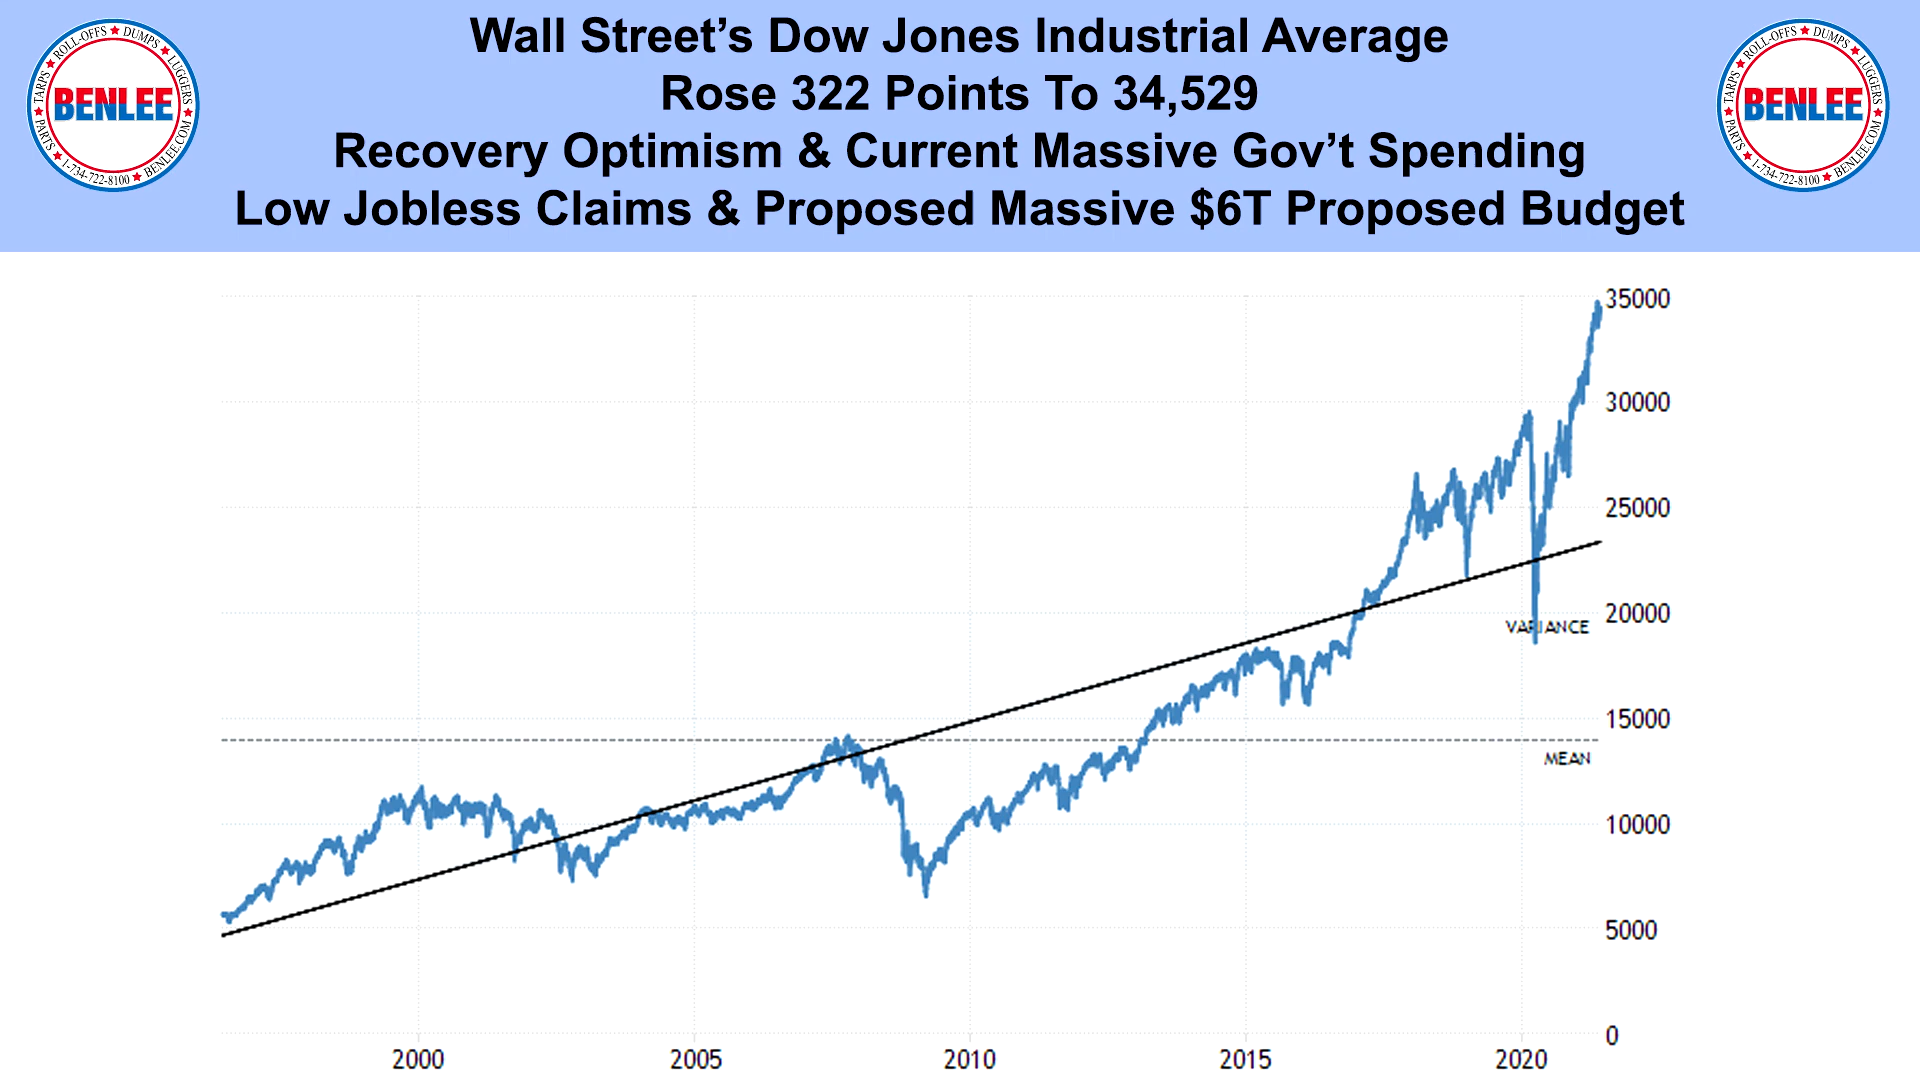 Wall Street’s Dow Jones Industrial Average
Rose 322 Points To 34,529
Recovery Optimism & Current Massive Gov’t Spending
Low Jobless Claims & Proposed Massive $6T Proposed Budget
TARPS ★ ROLL-OFFS ★ DUMPS ★ LUGGERS ★
BENLEE
★ PARTS ★ 1-734-722-8100 ★ BENLEE.COM
TARPS ★ ROLL-OFFS ★ DUMPS ★ LUGGERS ★
BENLEE
★ PARTS ★ 1-734-722-8100 ★ BENLEE.COM
35000
30000
25000
20000
VARIANCE
15000
MEAN
10000
5000
0
2000 2005 2010 2015 2020